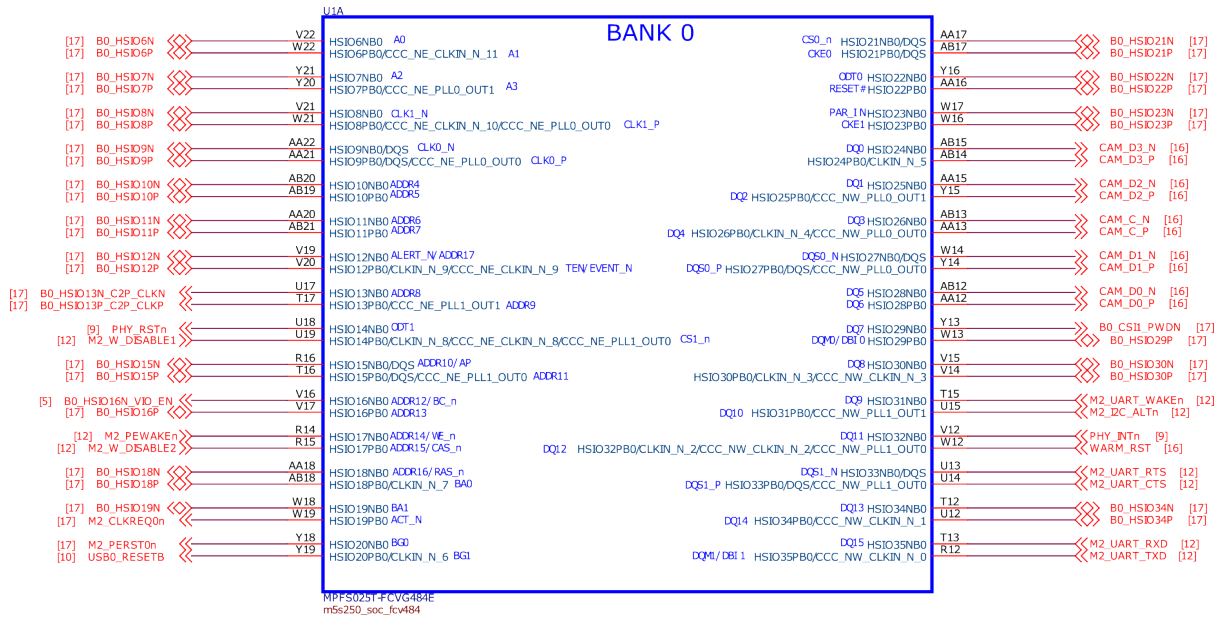 U1A
BANK 0
[17] B0_HSIO6N V22 HSIO6NB0 A0 CS0_n HSIO21NB0/DQS AA17 B0_HSIO21N [17]
[17] B0_HSIO6P W22 HSIO6PB0/CCC_NE_CLKIN_N_11 A1 CKE0 HSIO21PB0/DQS AB17 B0_HSIO21P [17]
[17] B0_HSIO7N Y21 HSIO7NB0 A2 ODT0 HSIO22NB0 Y16 B0_HSIO22N [17]
[17] B0_HSIO7P Y20 HSIO7PB0/CCC_NE_PLL0_OUT1 A3 RESET# HSIO22PB0 AA16 B0_HSIO22P [17]
[17] B0_HSIO8N V21 HSIO8NB0 CLK1_N PAR_IN HSIO23NB0 W17 B0_HSIO23N [17]
[17] B0_HSIO8P W21 HSIO8PB0/CCC_NE_CLKIN_N_10/CCC_NE_PLL0_OUT0 CLK1_P CKE1 HSIO23PB0 W16 B0_HSIO23P [17]
[17] B0_HSIO9N AA22 HSIO9NB0/DQS CLK0_N DQ0 HSIO24NB0 AB15 CAM_D3_N [16]
[17] B0_HSIO9P AA21 HSIO9PB0/DQS/CCC_NE_PLL0_OUT0 CLK0_P HSIO24PB0/CLKIN_N_5 AB14 CAM_D3_P [16]
[17] B0_HSIO10N AB20 HSIO10NB0 ADDR4 DQ1 HSIO25NB0 AA15 CAM_D2_N [16]
[17] B0_HSIO10P AB19 HSIO10PB0 ADDR5 DQ2 HSIO25PB0/CCC_NW_PLL0_OUT1 Y15 CAM_D2_P [16]
[17] B0_HSIO11N AA20 HSIO11NB0 ADDR6 DQ3 HSIO26NB0 AB13 CAM_C_N [16]
[17] B0_HSIO11P AB21 HSIO11PB0 ADDR7 DQ4 HSIO26PB0/CLKIN_N_4/CCC_NW_PLL0_OUT0 AA13 CAM_C_P [16]
[17] B0_HSIO12N V19 HSIO12NB0 ALERT_N/ADDR17 DQS0_N HSIO27NB0/DQS W14 CAM_D1_N [16]
[17] B0_HSIO12P V20 HSIO12PB0/CLKIN_N_9/CCC_NE_CLKIN_N_9 TEN/EVENT_N DQS0_P HSIO27PB0/DQS/CCC_NW_PLL0_OUT0 Y14 CAM_D1_P [16]
[17] B0_HSIO13N_C2P_CLKN U17 HSIO13NB0 ADDR8 DQ5 HSIO28NB0 AB12 CAM_D0_N [16]
[17] B0_HSIO13P_C2P_CLKP T17 HSIO13PB0/CCC_NE_PLL1_OUT1 ADDR9 DQ6 HSIO28PB0 AA12 CAM_D0_P [16]
[9] PHY_RSTn U18 HSIO14NB0 ODT1 DQ7 HSIO29NB0 Y13 B0_CSI1_PWDN [17]
[12] M2_W_DISABLE1 U19 HSIO14PB0/CLKIN_N_8/CCC_NE_CLKIN_N_8/CCC_NE_PLL1_OUT0 CS1_n DQM0/DBI0 HSIO29PB0 W13 B0_HSIO29P [17]
[17] B0_HSIO15N R16 HSIO15NB0/DQS ADDR10/AP DQ8 HSIO30NB0 V15 B0_HSIO30N [17]
[17] B0_HSIO15P T16 HSIO15PB0/DQS/CCC_NE_PLL1_OUT0 ADDR11 HSIO30PB0/CLKIN_N_3/CCC_NW_CLKIN_N_3 V14 B0_HSIO30P [17]
[5] B0_HSIO16N_VIO_EN V16 HSIO16NB0 ADDR12/BC_n DQ9 HSIO31NB0 T15 M2_UART_WAKEn [12]
[17] B0_HSIO16P V17 HSIO16PB0 ADDR13 DQ10 HSIO31PB0/CCC_NW_PLL1_OUT1 U15 M2_I2C_ALTn [12]
[12] M2_PEWAKEn R14 HSIO17NB0 ADDR14/WE_n DQ11 HSIO32NB0 V12 PHY_INTn [9]
[12] M2_W_DISABLE2 R15 HSIO17PB0 ADDR15/CAS_n DQ12 HSIO32PB0/CLKIN_N_2/CCC_NW_CLKIN_N_2/CCC_NW_PLL1_OUT0 W12 WARM_RST [16]
[17] B0_HSIO18N AA18 HSIO18NB0 ADDR16/RAS_n DQS1_N HSIO33NB0/DQS U13 M2_UART_RTS [12]
[17] B0_HSIO18P AB18 HSIO18PB0/CLKIN_N_7 BA0 DQS1_P HSIO33PB0/DQS/CCC_NW_PLL1_OUT0 U14 M2_UART_CTS [12]
[17] B0_HSIO19N W18 HSIO19NB0 BA1 DQ13 HSIO34NB0 T12 B0_HSIO34N [17]
[17] M2_CLKREQ0n W19 HSIO19PB0 ACT_N DQ14 HSIO34PB0/CCC_NW_CLKIN_N_1 U12 B0_HSIO34P [17]
[17] M2_PERST0n Y18 HSIO20NB0 BG0 DQ15 HSIO35NB0 T13 M2_UART_RXD [12]
[10] USB0_RESETB Y19 HSIO20PB0/CLKIN_N_6 BG1 DQM1/DBI1 HSIO35PB0/CCC_NW_CLKIN_N_0 R12 M2_UART_TXD [12]
MPFS025T-FCVG484E
m5s250_soc_fcv484